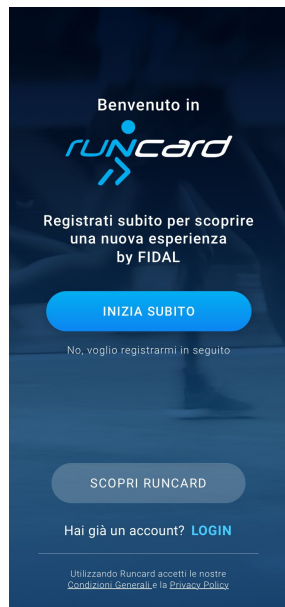 Benvenuto in
runcard
Registrati subito per scoprire
una nuova esperienza
by FIDAL
INIZIA SUBITO
No, voglio registrarmi in seguito
SCOPRI RUNCARD
Hai già un account? LOGIN
Utilizzando Runcard accetti le nostre
Condizioni Generali e la Privacy Policy